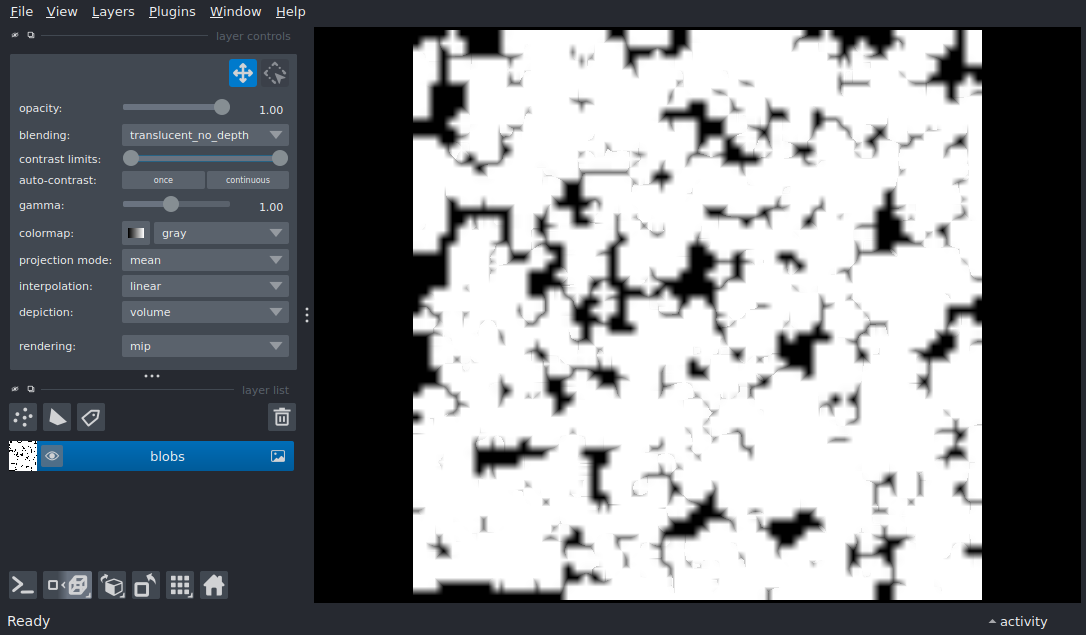 File View Layers Plugins Window Help
layer controls
opacity: 1.00
blending: translucent_no_depth
contrast limits:
auto-contrast: once continuous
gamma: 1.00
colormap: gray
projection mode: mean
interpolation: linear
depiction: volume
rendering: mip
layer list
blobs
Ready activity